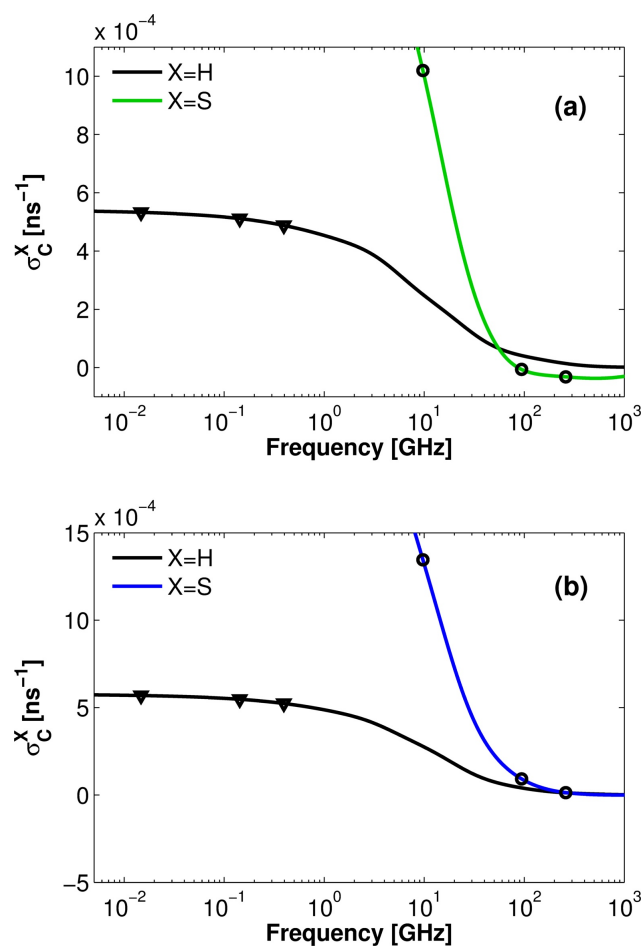 x 10⁻⁴
10
8
6
4
2
0
X=H
X=S
(a)
σ_C^X [ns⁻¹]
10⁻² 10⁻¹ 10⁰ 10¹ 10² 10³
Frequency [GHz]
x 10⁻⁴
15
10
5
0
−5
X=H
X=S
(b)
σ_C^X [ns⁻¹]
10⁻² 10⁻¹ 10⁰ 10¹ 10² 10³
Frequency [GHz]